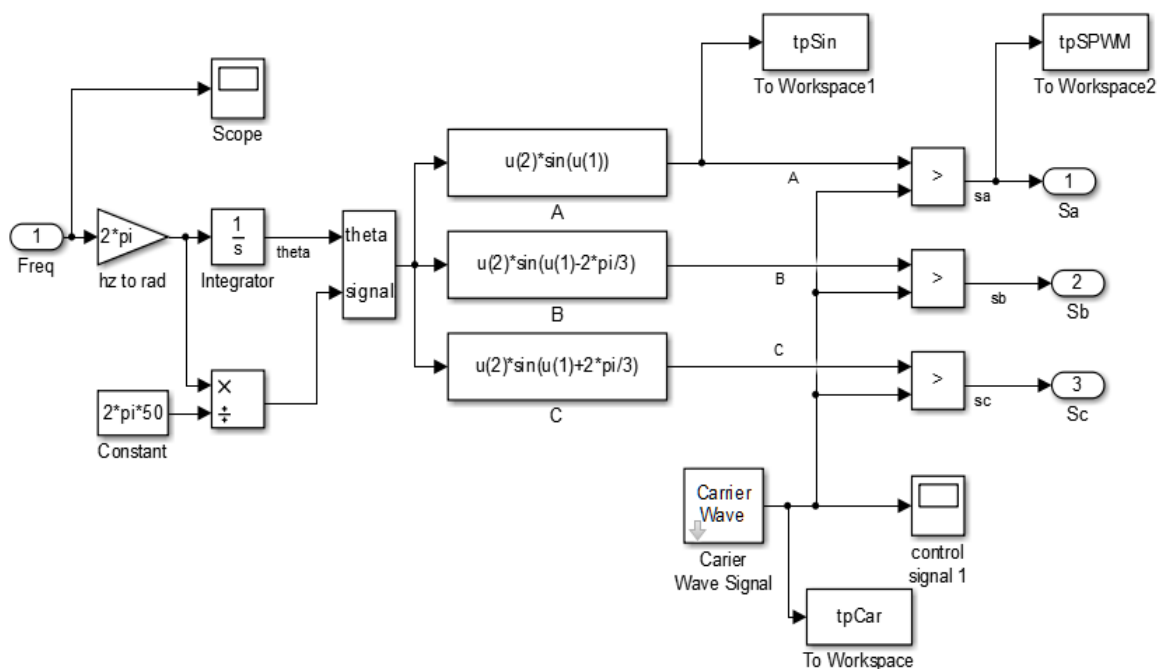 tpSin
To Workspace1
tpSPWM
To Workspace2
Scope
u(2)*sin(u(1))
A
A
>
sa
1
Sa
1
Freq
2*pi
hz to rad
1
s
Integrator
theta
theta
signal
u(2)*sin(u(1)-2*pi/3)
B
B
>
sb
2
Sb
u(2)*sin(u(1)+2*pi/3)
C
C
>
sc
3
Sc
2*pi*50
Constant
×
÷
Carrier
Wave
Carier
Wave Signal
control
signal 1
tpCar
To Workspace